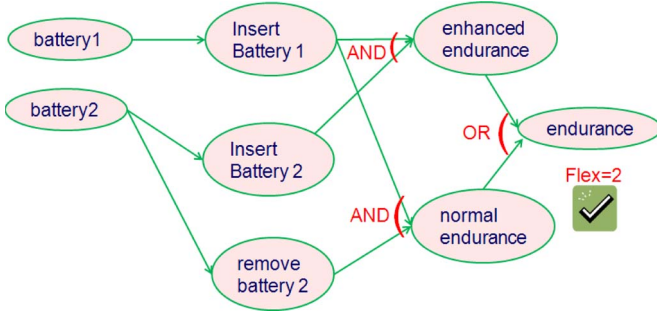 battery1
Insert
Battery 1
AND
enhanced
endurance
battery2
Insert
Battery 2
OR
endurance
Flex=2
AND
normal
endurance
remove
battery 2